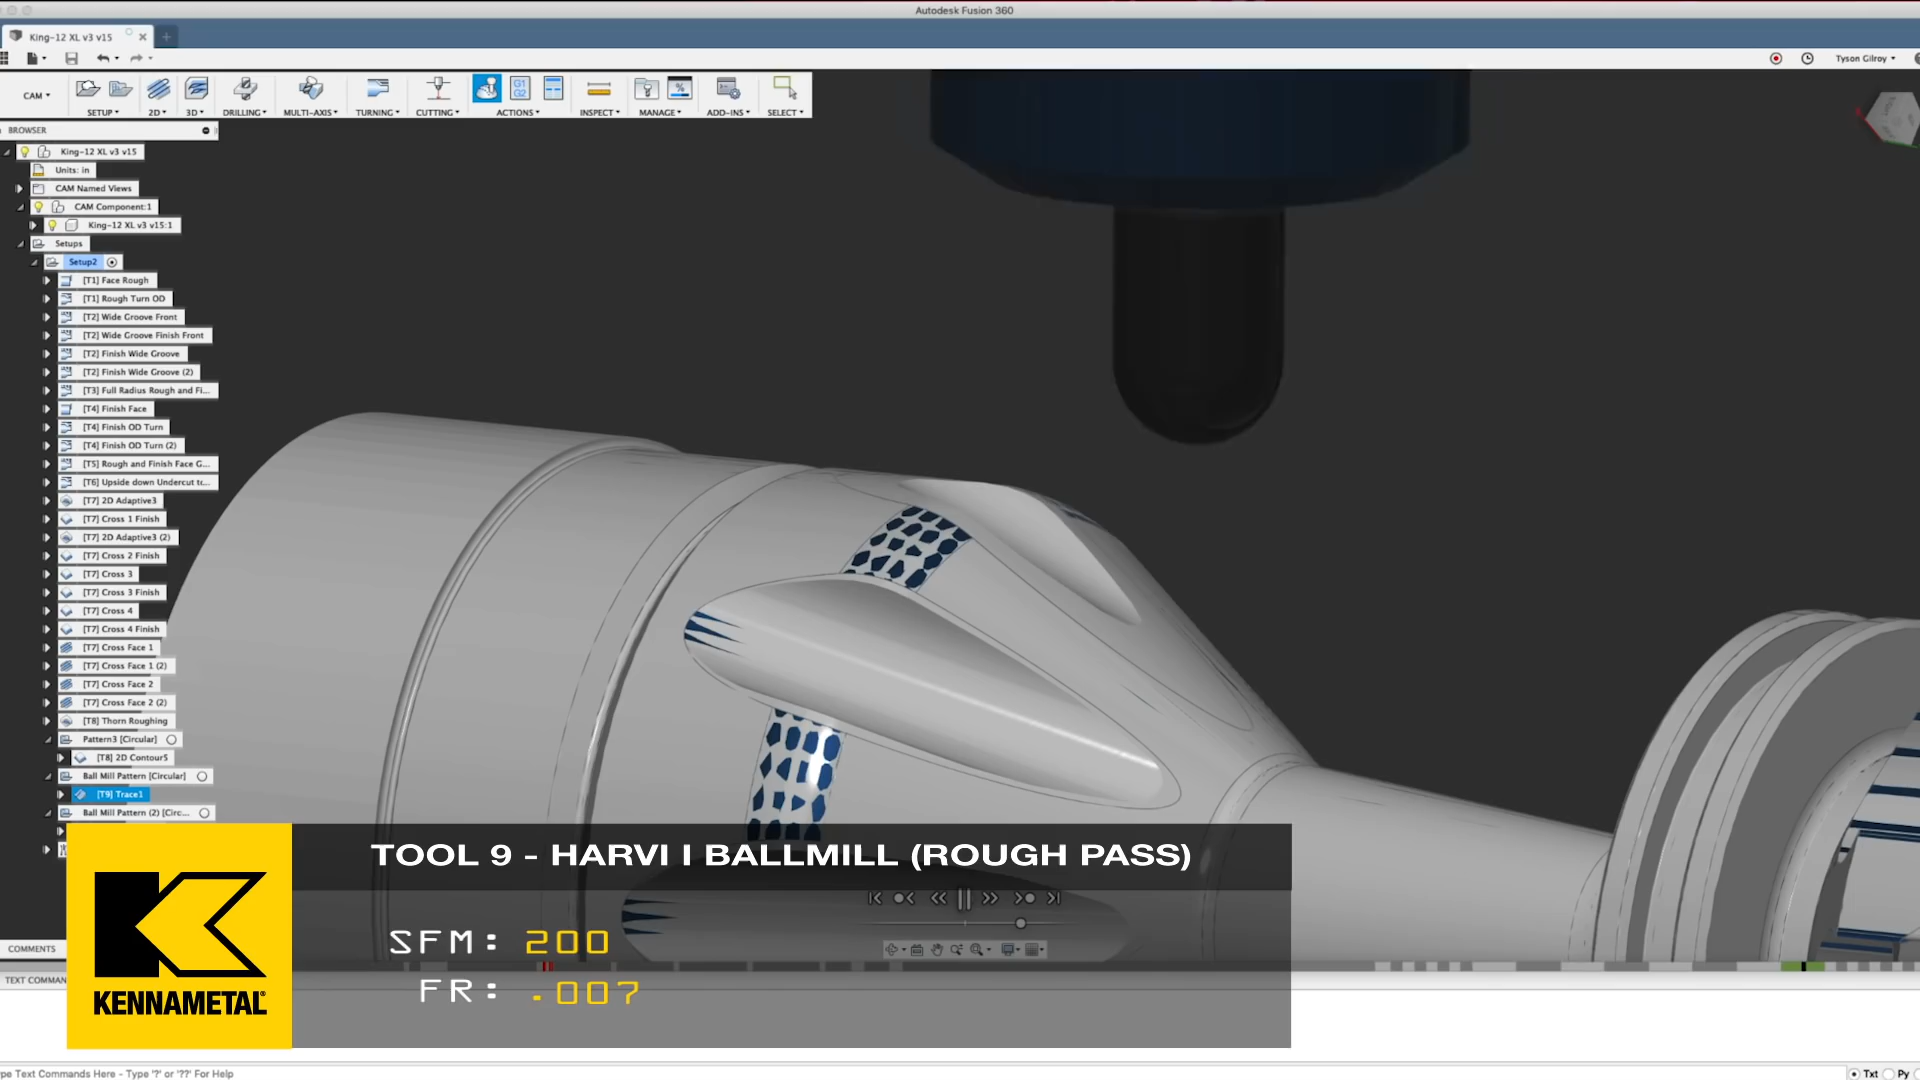 Autodesk Fusion 360
King-12 XL v3 v15
Tyson Gilroy
CAM
SETUP
2D
3D
DRILLING
MULTI-AXIS
TURNING
CUTTING
G1
G2
ACTIONS
INSPECT
MANAGE
ADD-INS
SELECT
BROWSER
King-12 XL v3 v15
Units: in
CAM Named Views
CAM Component:1
King-12 XL v3 v15:1
Setups
Setup2
[T1] Face Rough
[T1] Rough Turn OD
[T2] Wide Groove Front
[T2] Wide Groove Finish Front
[T2] Finish Wide Groove
[T2] Finish Wide Groove (2)
[T3] Full Radius Rough and Fi...
[T4] Finish Face
[T4] Finish OD Turn
[T4] Finish OD Turn (2)
[T5] Rough and Finish Face G...
[T6] Upside down Undercut to...
[T7] 2D Adaptive3
[T7] Cross 1 Finish
[T7] 2D Adaptive3 (2)
[T7] Cross 2 Finish
[T7] Cross 3
[T7] Cross 3 Finish
[T7] Cross 4
[T7] Cross 4 Finish
[T7] Cross Face 1
[T7] Cross Face 1 (2)
[T7] Cross Face 2
[T7] Cross Face 2 (2)
[T8] Thorn Roughing
Pattern3 [Circular]
[T8] 2D Contour5
Ball Mill Pattern [Circular]
[T9] Trace1
Ball Mill Pattern (2) [Circ...
TOOL 9 - HARVI I BALLMILL (ROUGH PASS)
SFM: 200
FR: .007
KENNAMETAL
COMMENTS
TEXT COMMAN
pe Text Commands Here - Type '?' or '??' For Help
Txt
Py